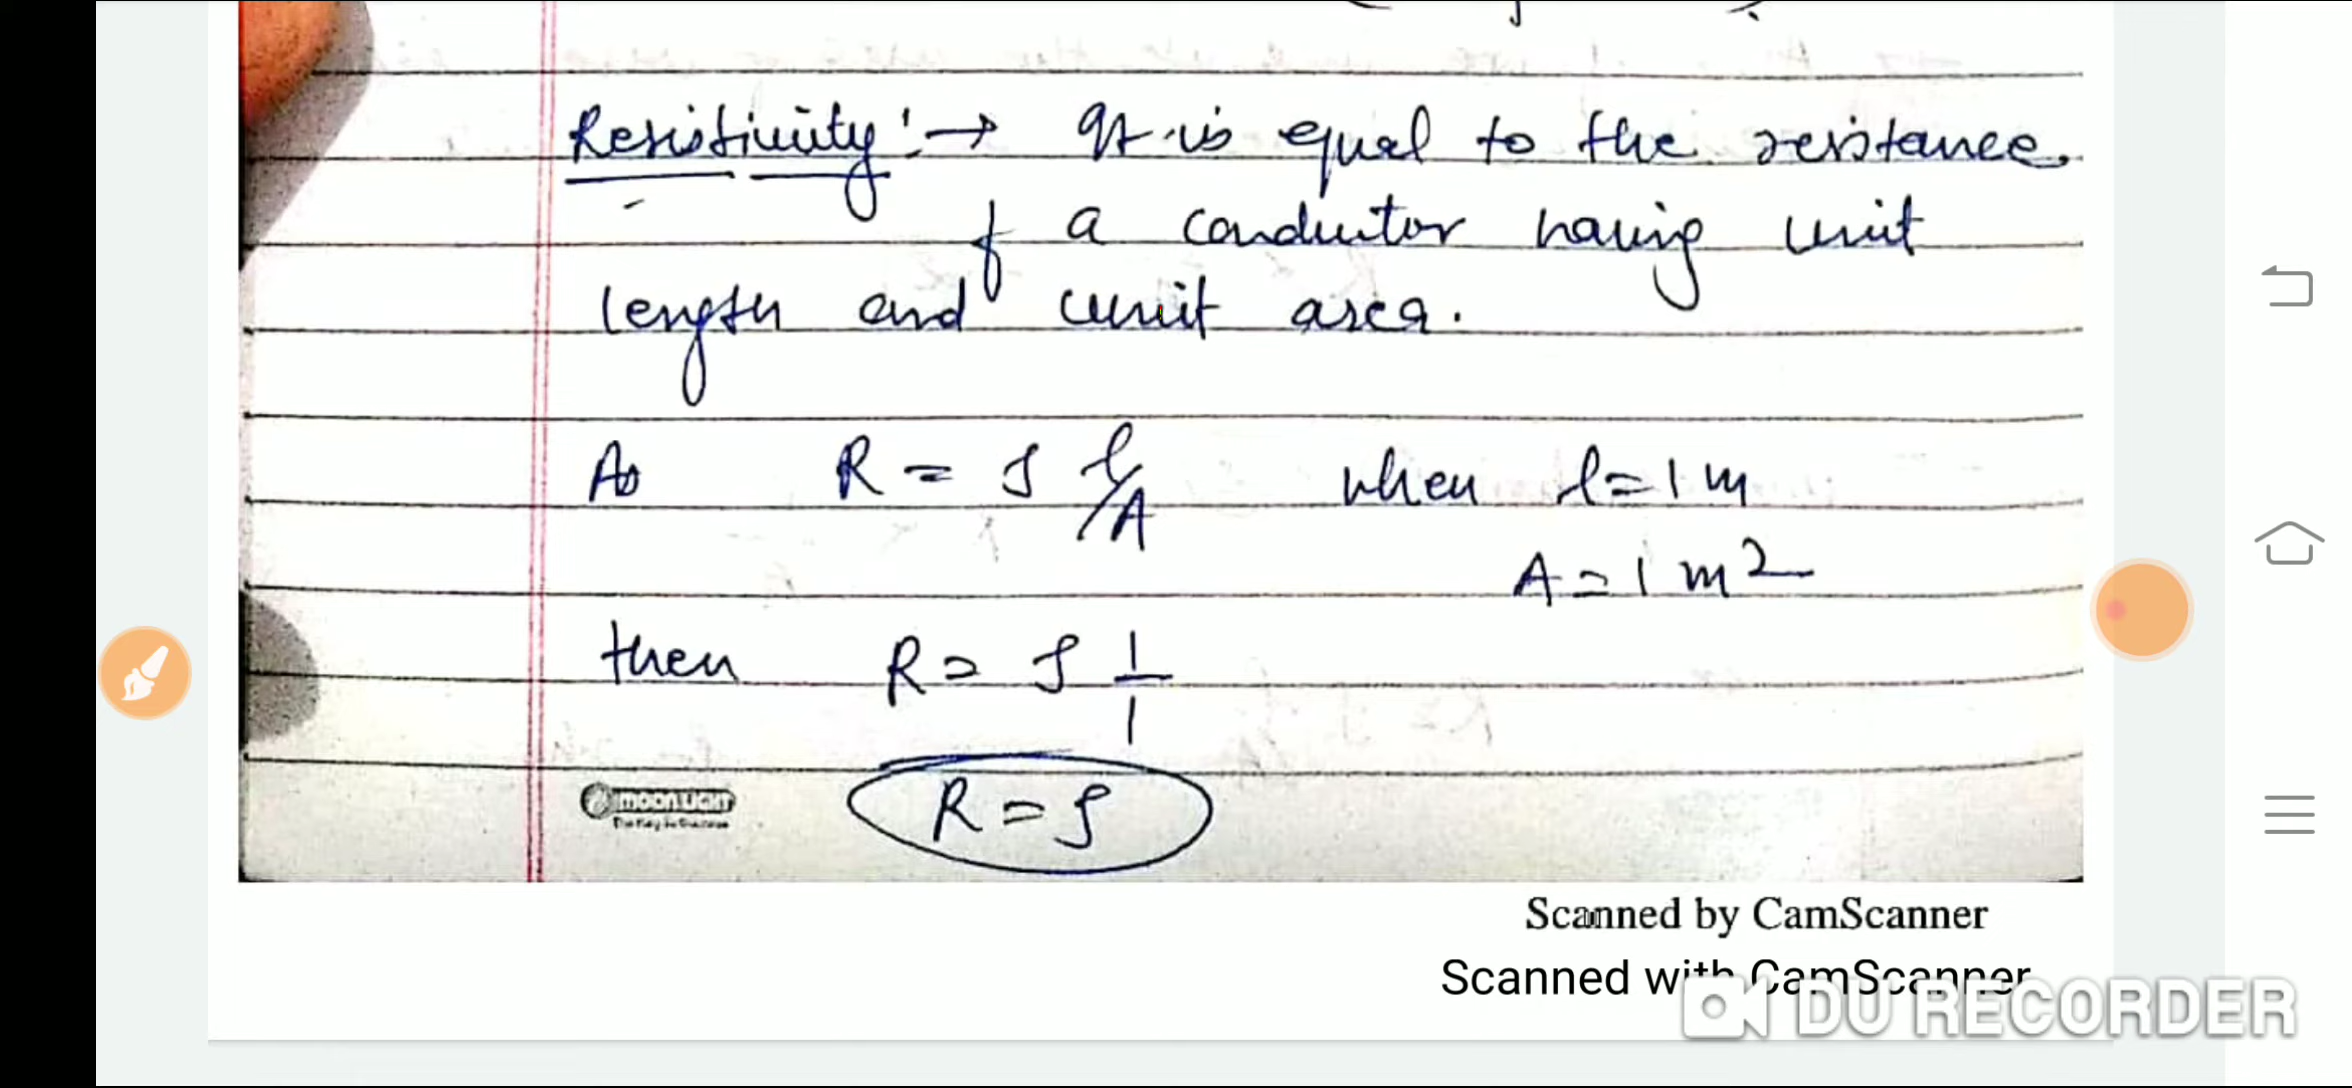 Resistivity :→ It is equal to the resistance
of a conductor having unit
length and unit area.
As R = ρ l/A when l = 1 m
A = 1 m²
then R = ρ 1/1
R = ρ
moonlight
Scanned by CamScanner
Scanned with CamScanner
DU RECORDER